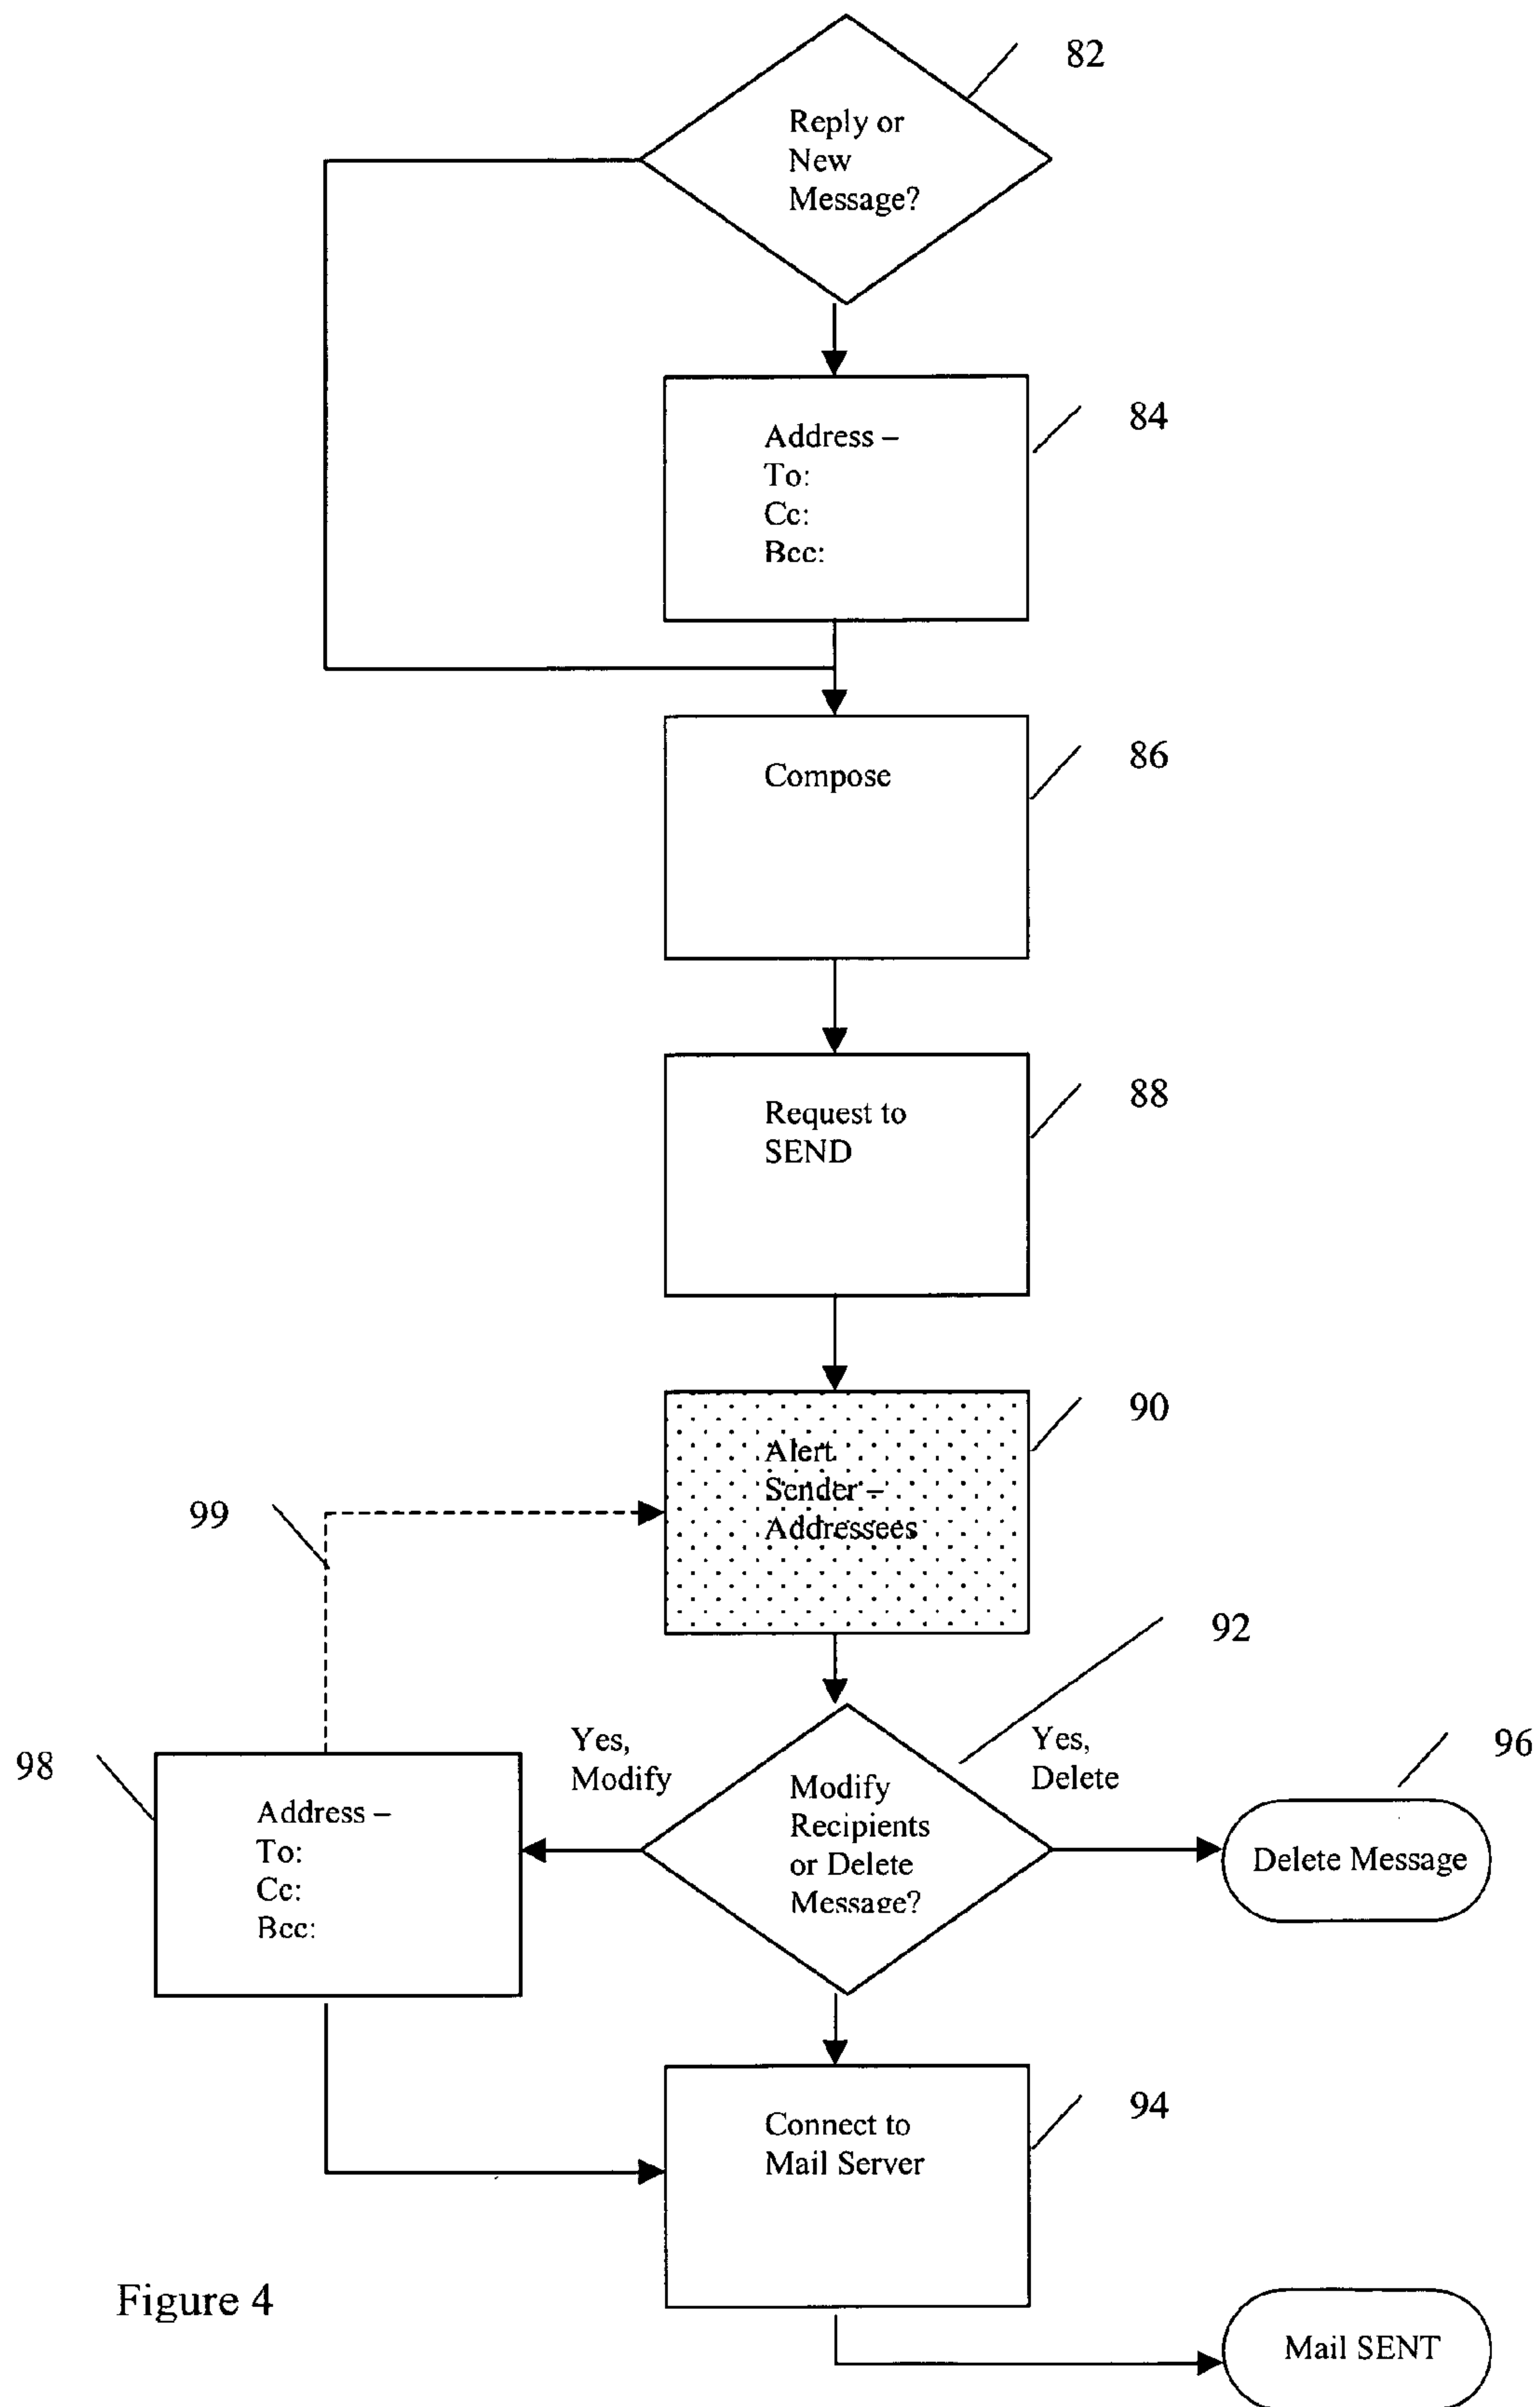 82
Reply or
New
Message?
84
Address –
To:
Cc:
Bcc:
86
Compose
88
Request to
SEND
90
Alert
Sender –
Addressees
99
92
Yes,
Modify
Yes,
Delete
96
98
Modify
Recipients
or Delete
Message?
Delete Message
Address –
To:
Cc:
Bcc:
94
Connect to
Mail Server
Figure 4
Mail SENT